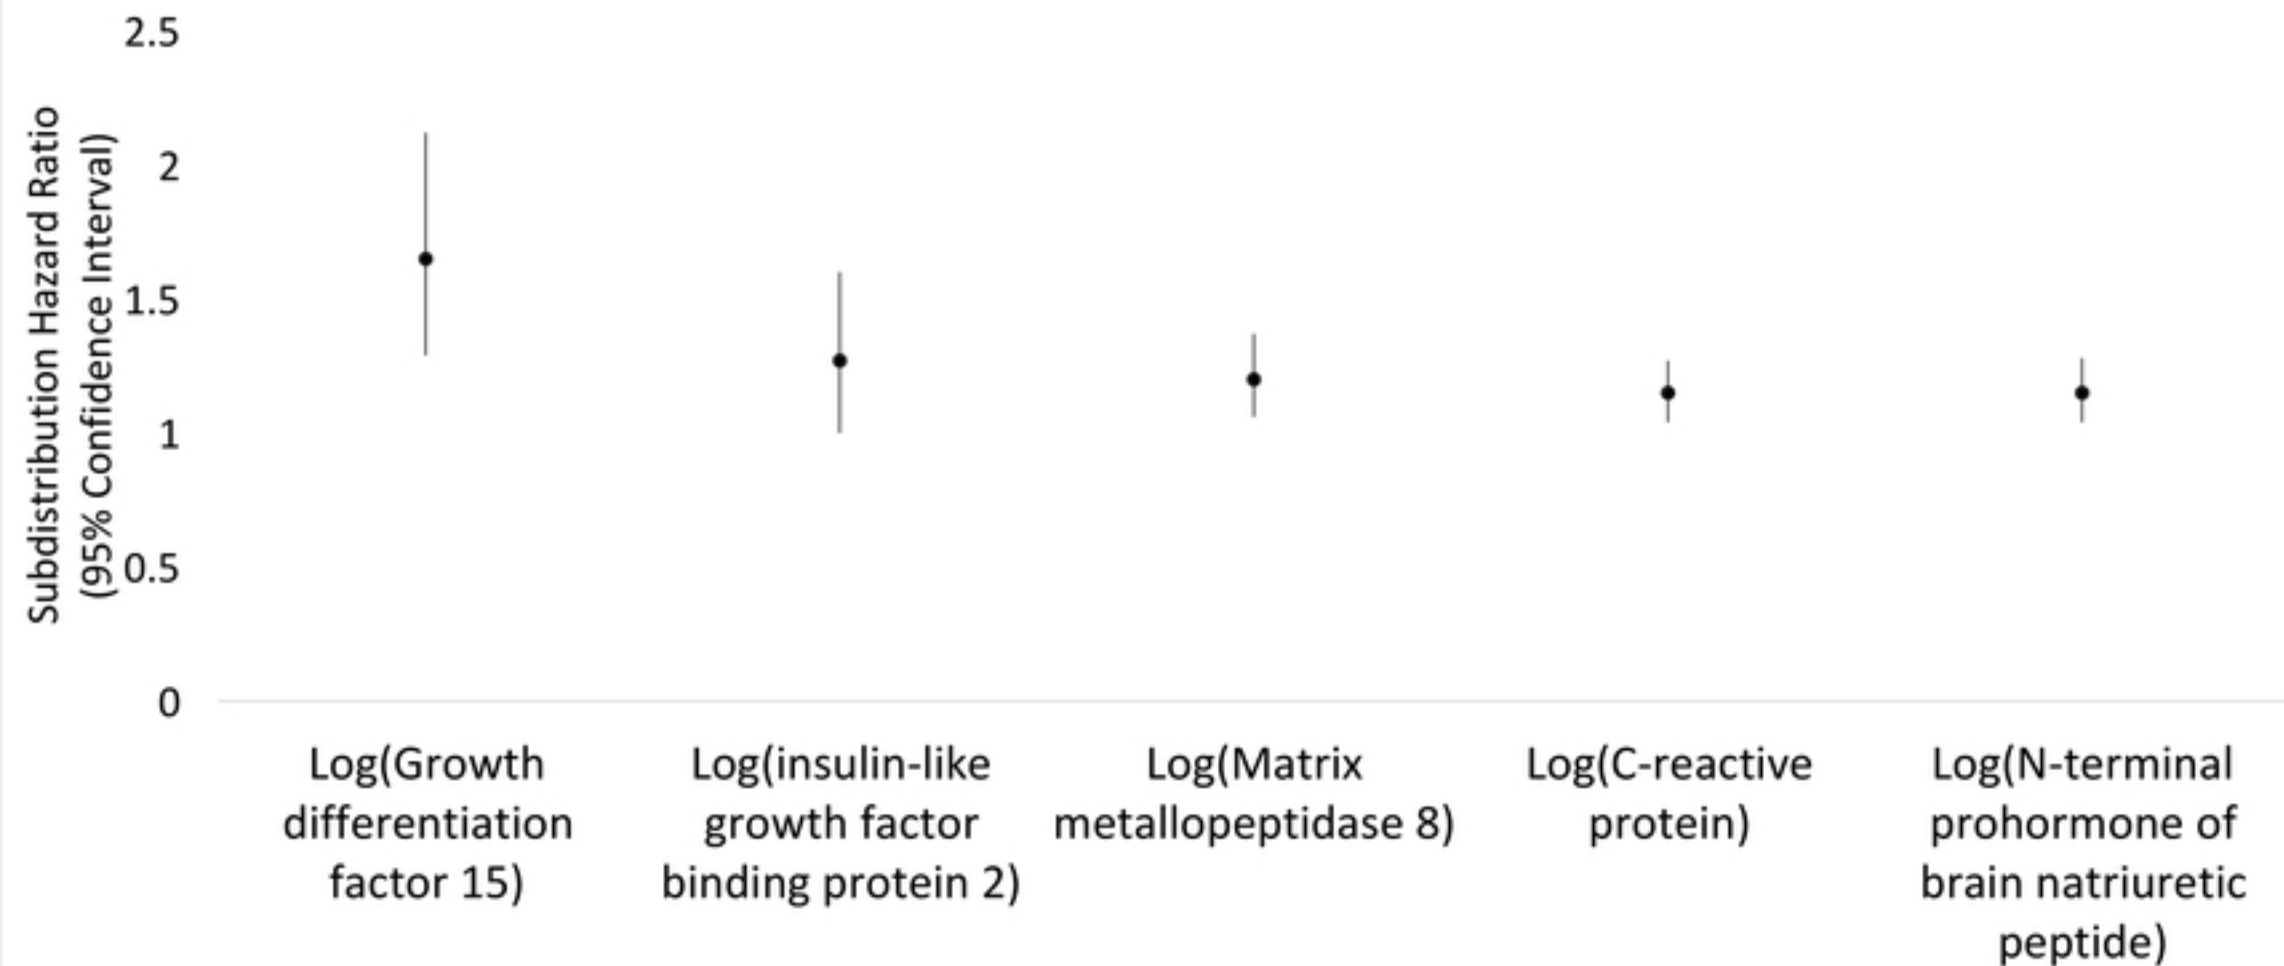 Subdistribution Hazard Ratio
(95% Confidence Interval)
2.5
2
1.5
1
0.5
0
Log(Growth
differentiation
factor 15)
Log(insulin-like
growth factor
binding protein 2)
Log(Matrix
metallopeptidase 8)
Log(C-reactive
protein)
Log(N-terminal
prohormone of
brain natriuretic
peptide)